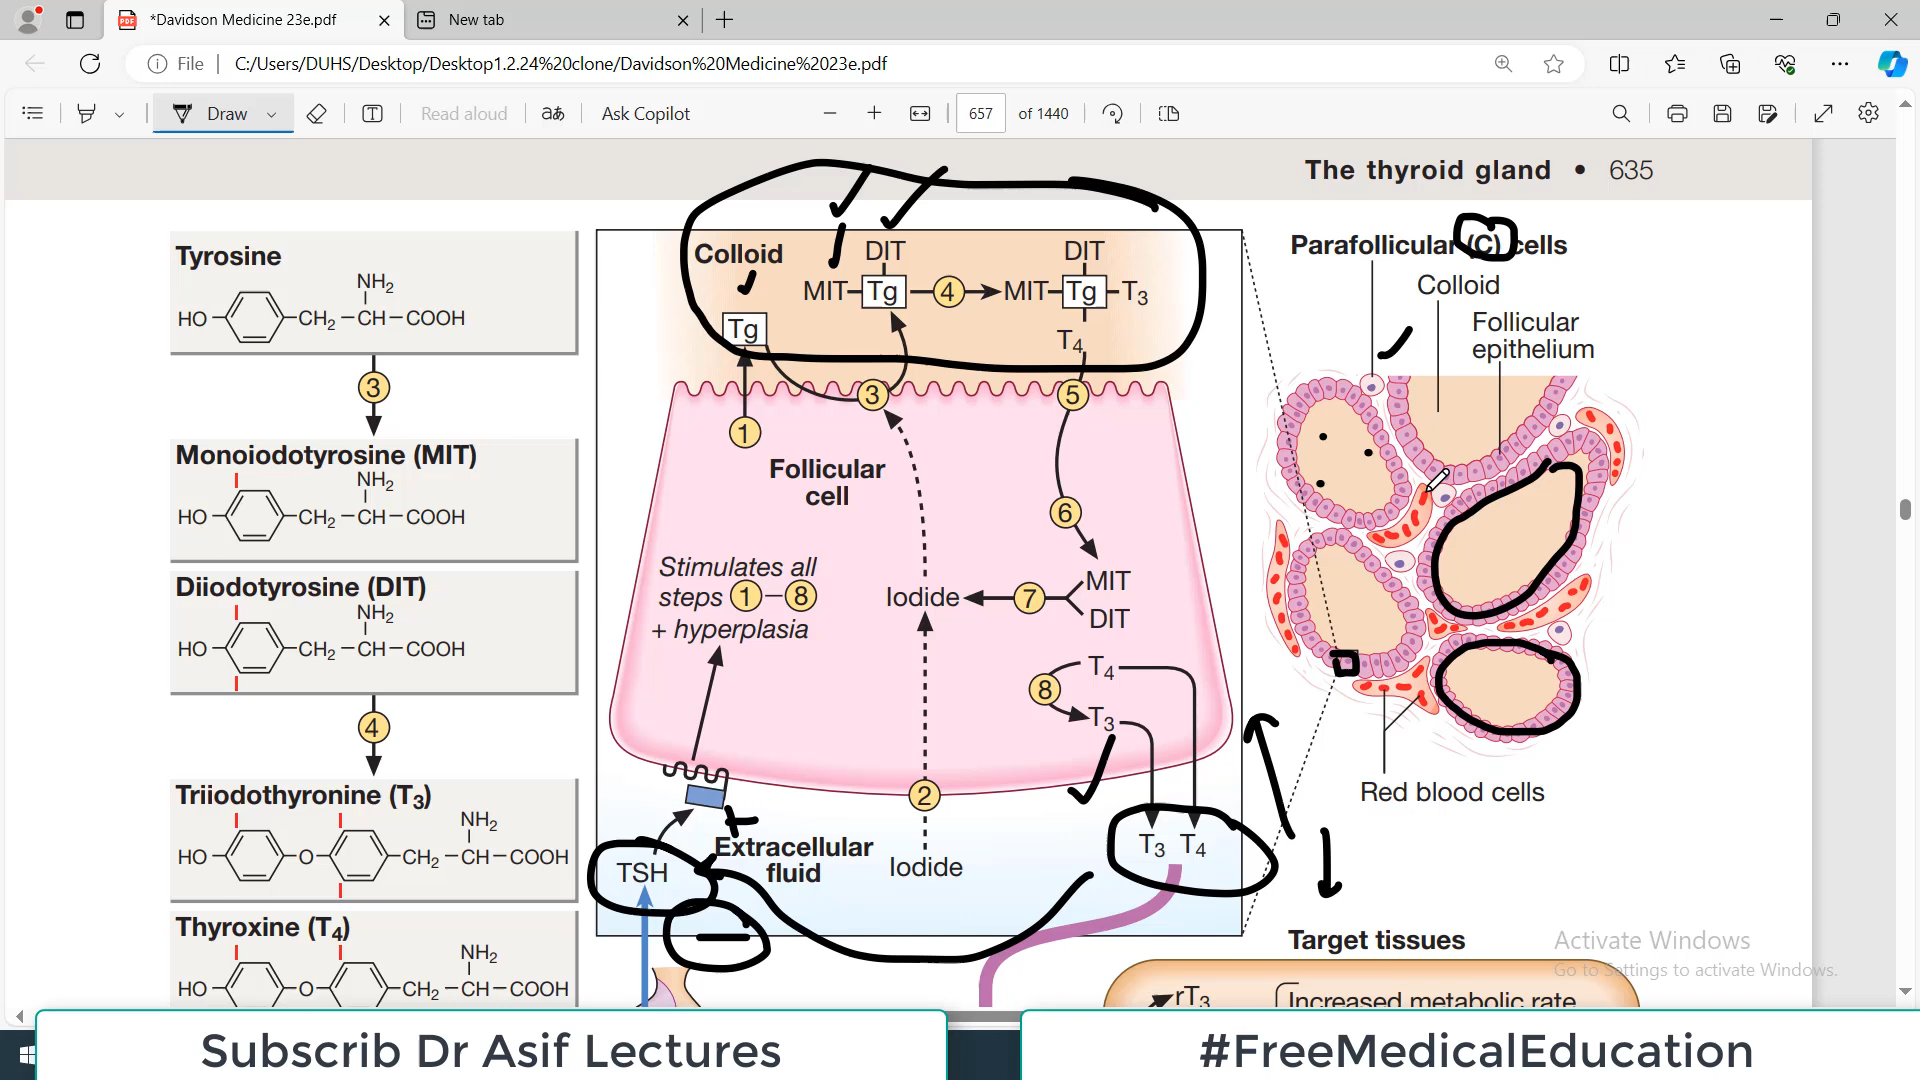 *Davidson Medicine 23e.pdf
New tab
File
C:/Users/DUHS/Desktop/Desktop1.2.24%20clone/Davidson%20Medicine%2023e.pdf
Draw
Read aloud
aあ
Ask Copilot
657
of 1440
The thyroid gland • 635
Tyrosine
NH2
HO
CH2 – CH – COOH
3
Monoiodotyrosine (MIT)
NH2
HO
CH2 – CH – COOH
Diiodotyrosine (DIT)
NH2
HO
CH2 – CH – COOH
4
Triiodothyronine (T3)
NH2
HO
O
CH2 – CH – COOH
Thyroxine (T4)
NH2
HO
O
CH2 – CH – COOH
Colloid
DIT
MIT
Tg
4
DIT
MIT
Tg
T3
T4
Tg
3
5
1
Follicular
cell
6
Stimulates all
steps 1–8
+ hyperplasia
Iodide
7
MIT
DIT
T4
8
T3
2
Extracellular
fluid
TSH
Iodide
T3 T4
Parafollicular (C) cells
Colloid
Follicular
epithelium
Red blood cells
Target tissues
rT3
Increased metabolic rate
Activate Windows
Go to Settings to activate Windows.
Subscrib Dr Asif Lectures
#FreeMedicalEducation